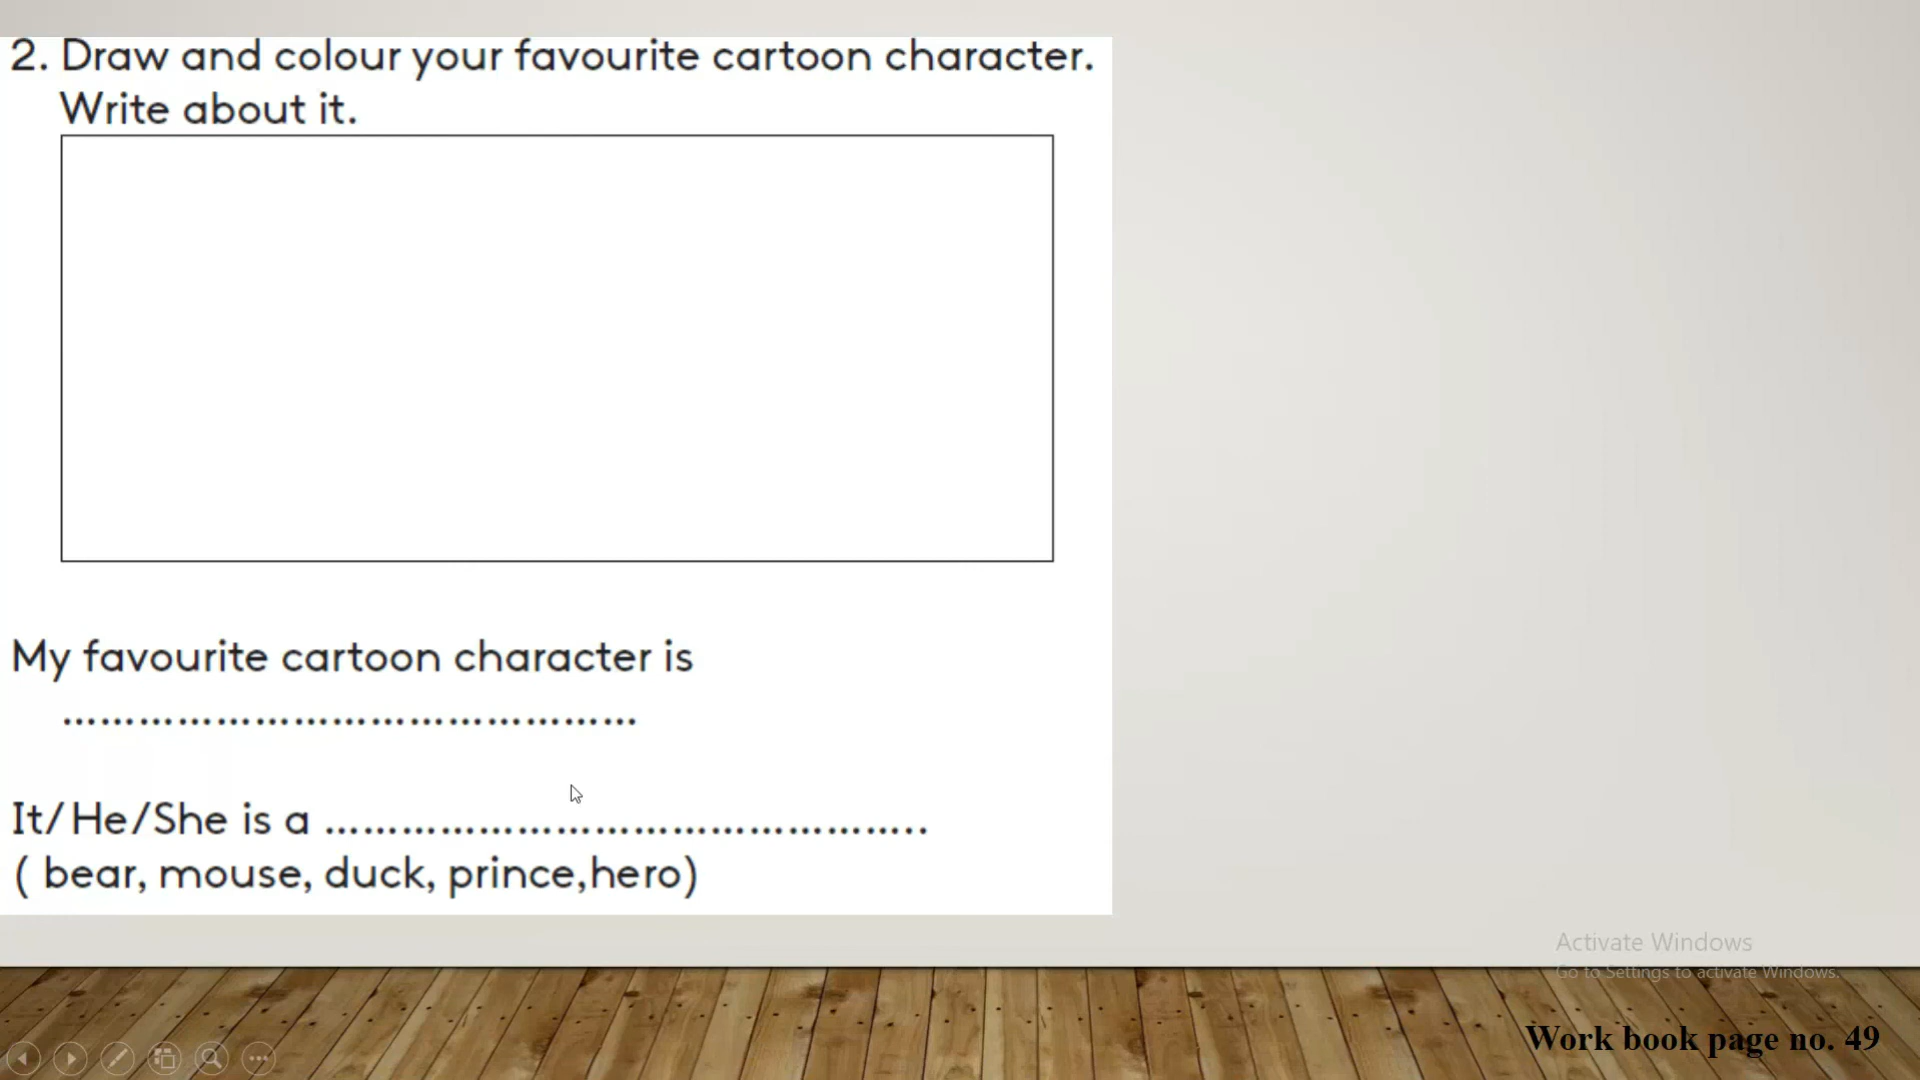 2. Draw and colour your favourite cartoon character.
Write about it.
My favourite cartoon character is
…………………………………………
It/He/She is a …………………………………………..
( bear, mouse, duck, prince,hero)
Activate Windows
Go to Settings to activate Windows.
Work book page no. 49